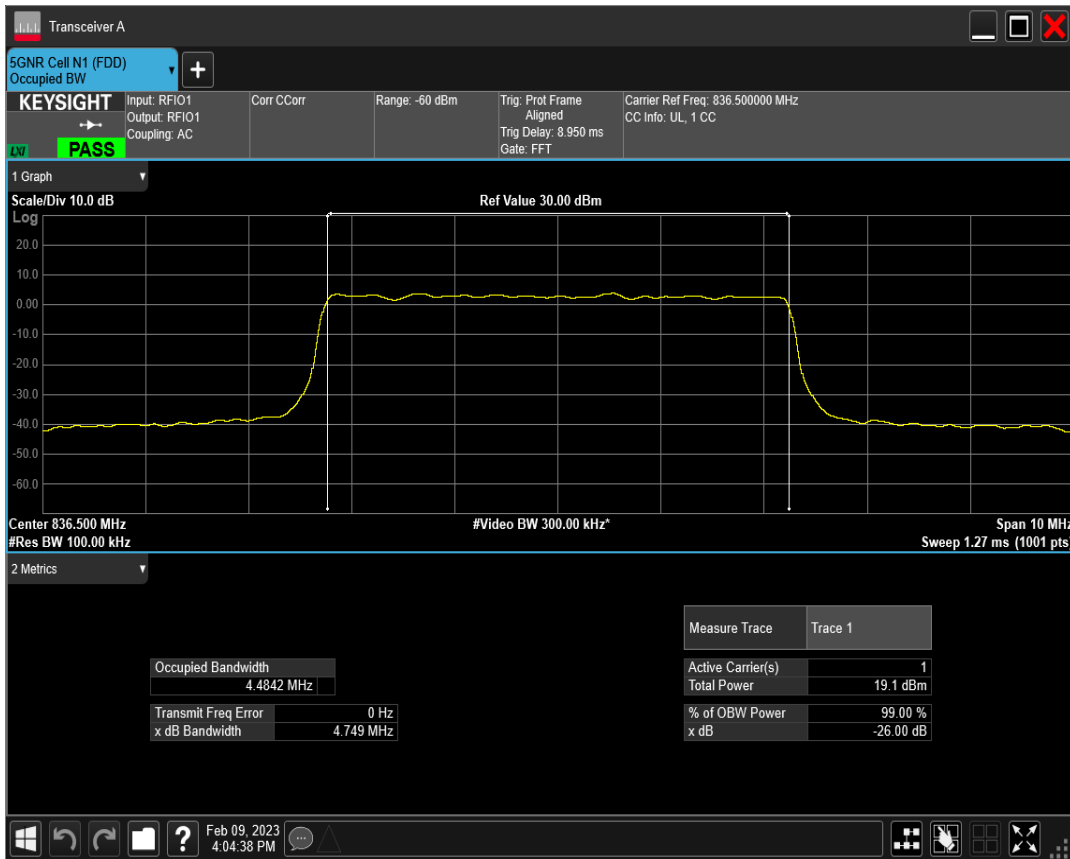 Transceiver A
5GNR Cell N1 (FDD)
Occupied BW
KEYSIGHT
LXI
PASS
Input: RFIO1
Output: RFIO1
Coupling: AC
Corr CCorr
Range: -60 dBm
Trig: Prot Frame
Aligned
Trig Delay: 8.950 ms
Gate: FFT
Carrier Ref Freq: 836.500000 MHz
CC Info: UL, 1 CC
1 Graph
Scale/Div 10.0 dB
Ref Value 30.00 dBm
Log
20.0
10.0
0.00
-10.0
-20.0
-30.0
-40.0
-50.0
-60.0
Center 836.500 MHz
#Video BW 300.00 kHz*
Span 10 MHz
#Res BW 100.00 kHz
Sweep 1.27 ms (1001 pts)
2 Metrics
Measure Trace Trace 1
Occupied Bandwidth
4.4842 MHz
Active Carrier(s) 1
Total Power 19.1 dBm
Transmit Freq Error 0 Hz
x dB Bandwidth 4.749 MHz
% of OBW Power 99.00 %
x dB -26.00 dB
?
Feb 09, 2023
4:04:38 PM